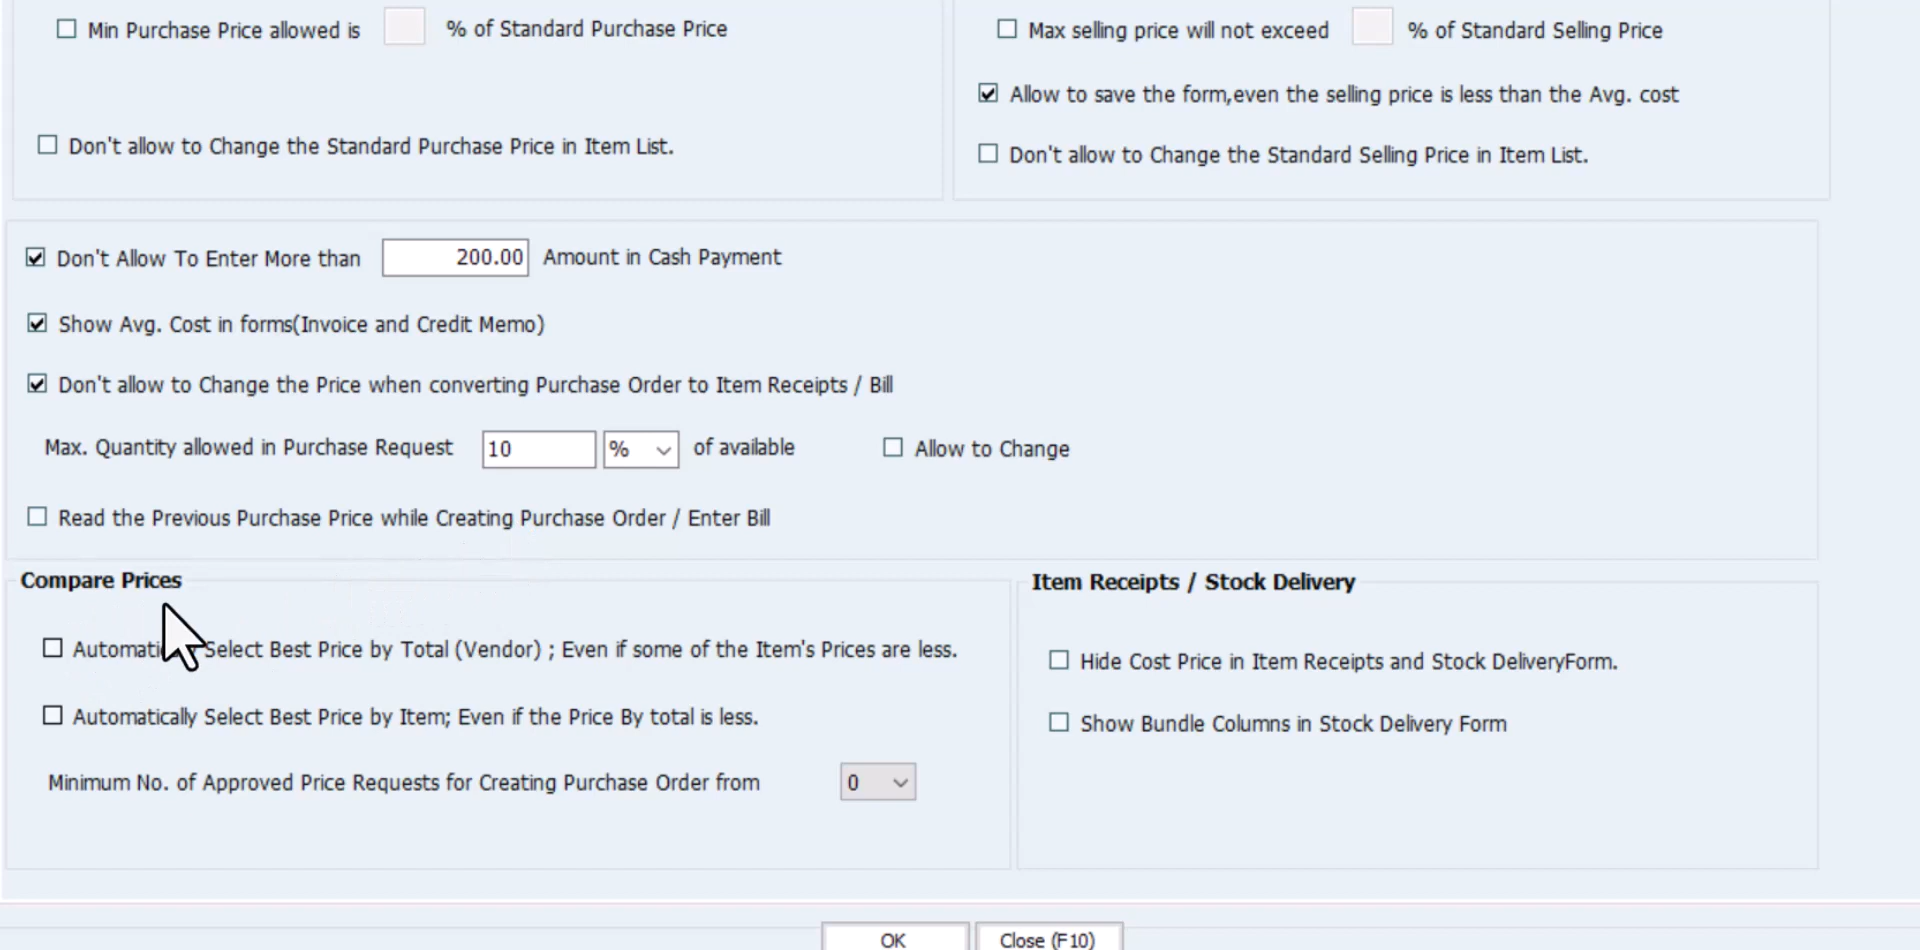 Min Purchase Price allowed is % of Standard Purchase Price
Don't allow to Change the Standard Purchase Price in Item List.
Max selling price will not exceed % of Standard Selling Price
Allow to save the form,even the selling price is less than the Avg. cost
Don't allow to Change the Standard Selling Price in Item List.
Don't Allow To Enter More than 200.00 Amount in Cash Payment
Show Avg. Cost in forms(Invoice and Credit Memo)
Don't allow to Change the Price when converting Purchase Order to Item Receipts / Bill
Max. Quantity allowed in Purchase Request 10 % of available Allow to Change
Read the Previous Purchase Price while Creating Purchase Order / Enter Bill
Compare Prices
Select Best Price by Total (Vendor) ; Even if some of the Item's Prices are less.
Automatically Select Best Price by Item; Even if the Price By total is less.
Minimum No. of Approved Price Requests for Creating Purchase Order from 0
Item Receipts / Stock Delivery
Hide Cost Price in Item Receipts and Stock DeliveryForm.
Show Bundle Columns in Stock Delivery Form
OK Close (F10)